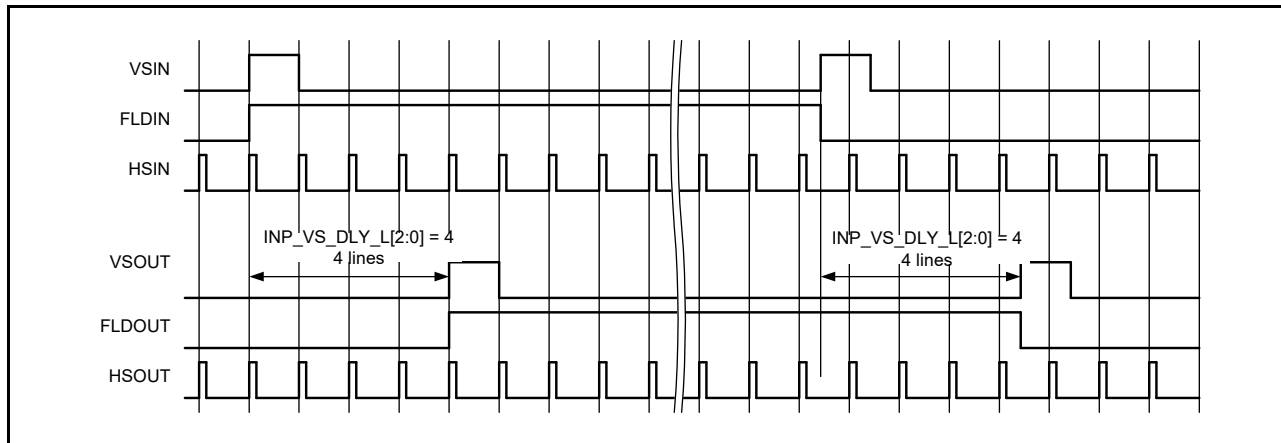 VSIN
FLDIN
HSIN
INP_VS_DLY_L[2:0] = 4
4 lines
INP_VS_DLY_L[2:0] = 4
4 lines
VSOUT
FLDOUT
HSOUT